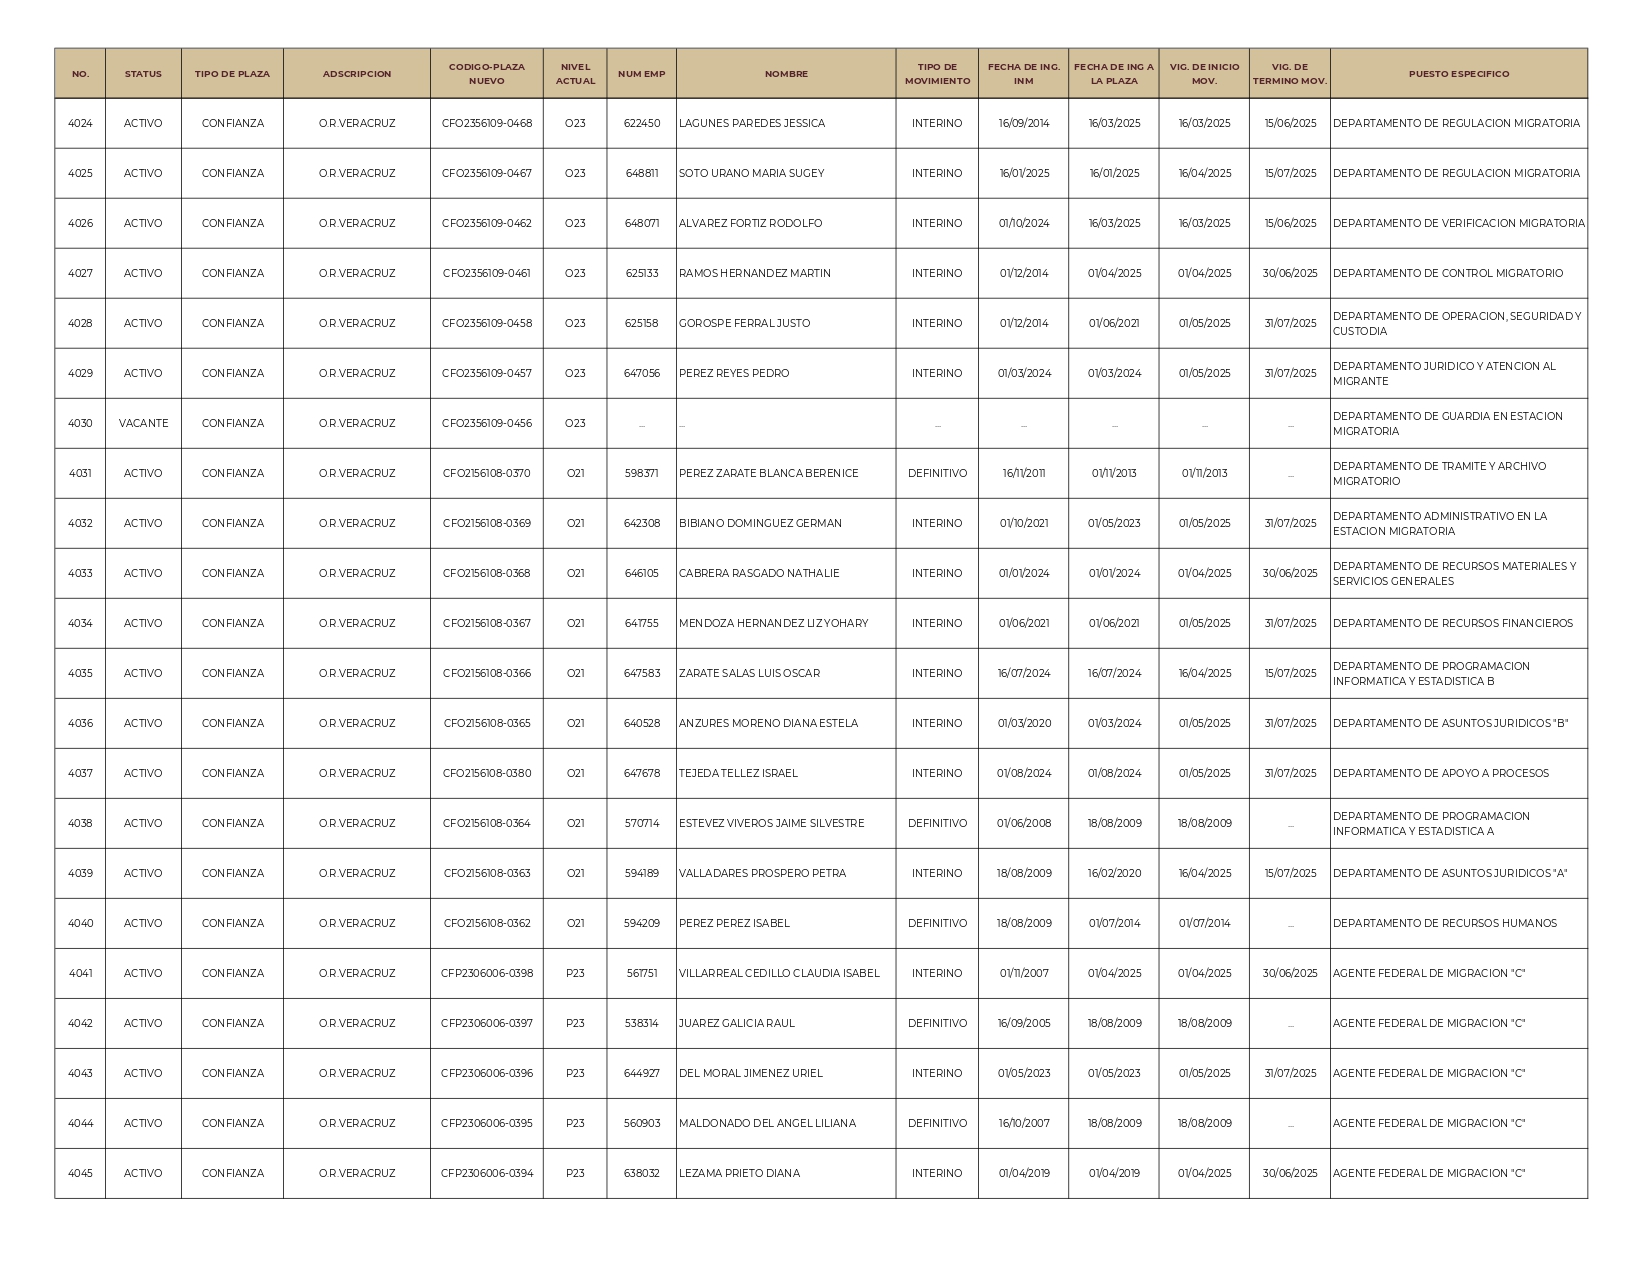 NO. STATUS TIPO DE PLAZA ADSCRIPCION CODIGO-PLAZA NUEVO NIVEL ACTUAL NUM EMP NOMBRE TIPO DE MOVIMIENTO FECHA DE ING. INM FECHA DE ING A LA PLAZA VIG. DE INICIO MOV. VIG. DE TERMINO MOV. PUESTO ESPECIFICO
4024 ACTIVO CONFIANZA O.R.VERACRUZ CFO2356109-0468 O23 622450 LAGUNES PAREDES JESSICA INTERINO 16/09/2014 16/03/2025 16/03/2025 15/06/2025 DEPARTAMENTO DE REGULACION MIGRATORIA
4025 ACTIVO CONFIANZA O.R.VERACRUZ CFO2356109-0467 O23 648811 SOTO URANO MARIA SUGEY INTERINO 16/01/2025 16/01/2025 16/04/2025 15/07/2025 DEPARTAMENTO DE REGULACION MIGRATORIA
4026 ACTIVO CONFIANZA O.R.VERACRUZ CFO2356109-0462 O23 648071 ALVAREZ FORTIZ RODOLFO INTERINO 01/10/2024 16/03/2025 16/03/2025 15/06/2025 DEPARTAMENTO DE VERIFICACION MIGRATORIA
4027 ACTIVO CONFIANZA O.R.VERACRUZ CFO2356109-0461 O23 625133 RAMOS HERNANDEZ MARTIN INTERINO 01/12/2014 01/04/2025 01/04/2025 30/06/2025 DEPARTAMENTO DE CONTROL MIGRATORIO
4028 ACTIVO CONFIANZA O.R.VERACRUZ CFO2356109-0458 O23 625158 GOROSPE FERRAL JUSTO INTERINO 01/12/2014 01/06/2021 01/05/2025 31/07/2025 DEPARTAMENTO DE OPERACION, SEGURIDAD Y CUSTODIA
4029 ACTIVO CONFIANZA O.R.VERACRUZ CFO2356109-0457 O23 647056 PEREZ REYES PEDRO INTERINO 01/03/2024 01/03/2024 01/05/2025 31/07/2025 DEPARTAMENTO JURIDICO Y ATENCION AL MIGRANTE
4030 VACANTE CONFIANZA O.R.VERACRUZ CFO2356109-0456 O23 ... ... ... ... ... ... ... DEPARTAMENTO DE GUARDIA EN ESTACION MIGRATORIA
4031 ACTIVO CONFIANZA O.R.VERACRUZ CFO2156108-0370 O21 598371 PEREZ ZARATE BLANCA BERENICE DEFINITIVO 16/11/2011 01/11/2013 01/11/2013 ... DEPARTAMENTO DE TRAMITE Y ARCHIVO MIGRATORIO
4032 ACTIVO CONFIANZA O.R.VERACRUZ CFO2156108-0369 O21 642308 BIBIANO DOMINGUEZ GERMAN INTERINO 01/10/2021 01/05/2023 01/05/2025 31/07/2025 DEPARTAMENTO ADMINISTRATIVO EN LA ESTACION MIGRATORIA
4033 ACTIVO CONFIANZA O.R.VERACRUZ CFO2156108-0368 O21 646105 CABRERA RASGADO NATHALIE INTERINO 01/01/2024 01/01/2024 01/04/2025 30/06/2025 DEPARTAMENTO DE RECURSOS MATERIALES Y SERVICIOS GENERALES
4034 ACTIVO CONFIANZA O.R.VERACRUZ CFO2156108-0367 O21 641755 MENDOZA HERNANDEZ LIZ YOHARY INTERINO 01/06/2021 01/06/2021 01/05/2025 31/07/2025 DEPARTAMENTO DE RECURSOS FINANCIEROS
4035 ACTIVO CONFIANZA O.R.VERACRUZ CFO2156108-0366 O21 647583 ZARATE SALAS LUIS OSCAR INTERINO 16/07/2024 16/07/2024 16/04/2025 15/07/2025 DEPARTAMENTO DE PROGRAMACION INFORMATICA Y ESTADISTICA B
4036 ACTIVO CONFIANZA O.R.VERACRUZ CFO2156108-0365 O21 640528 ANZURES MORENO DIANA ESTELA INTERINO 01/03/2020 01/03/2024 01/05/2025 31/07/2025 DEPARTAMENTO DE ASUNTOS JURIDICOS "B"
4037 ACTIVO CONFIANZA O.R.VERACRUZ CFO2156108-0380 O21 647678 TEJEDA TELLEZ ISRAEL INTERINO 01/08/2024 01/08/2024 01/05/2025 31/07/2025 DEPARTAMENTO DE APOYO A PROCESOS
4038 ACTIVO CONFIANZA O.R.VERACRUZ CFO2156108-0364 O21 570714 ESTEVEZ VIVEROS JAIME SILVESTRE DEFINITIVO 01/06/2008 18/08/2009 18/08/2009 ... DEPARTAMENTO DE PROGRAMACION INFORMATICA Y ESTADISTICA A
4039 ACTIVO CONFIANZA O.R.VERACRUZ CFO2156108-0363 O21 594189 VALLADARES PROSPERO PETRA INTERINO 18/08/2009 16/02/2020 16/04/2025 15/07/2025 DEPARTAMENTO DE ASUNTOS JURIDICOS "A"
4040 ACTIVO CONFIANZA O.R.VERACRUZ CFO2156108-0362 O21 594209 PEREZ PEREZ ISABEL DEFINITIVO 18/08/2009 01/07/2014 01/07/2014 ... DEPARTAMENTO DE RECURSOS HUMANOS
4041 ACTIVO CONFIANZA O.R.VERACRUZ CFP2306006-0398 P23 561751 VILLARREAL CEDILLO CLAUDIA ISABEL INTERINO 01/11/2007 01/04/2025 01/04/2025 30/06/2025 AGENTE FEDERAL DE MIGRACION "C"
4042 ACTIVO CONFIANZA O.R.VERACRUZ CFP2306006-0397 P23 538314 JUAREZ GALICIA RAUL DEFINITIVO 16/09/2005 18/08/2009 18/08/2009 ... AGENTE FEDERAL DE MIGRACION "C"
4043 ACTIVO CONFIANZA O.R.VERACRUZ CFP2306006-0396 P23 644927 DEL MORAL JIMENEZ URIEL INTERINO 01/05/2023 01/05/2023 01/05/2025 31/07/2025 AGENTE FEDERAL DE MIGRACION "C"
4044 ACTIVO CONFIANZA O.R.VERACRUZ CFP2306006-0395 P23 560903 MALDONADO DEL ANGEL LILIANA DEFINITIVO 16/10/2007 18/08/2009 18/08/2009 ... AGENTE FEDERAL DE MIGRACION "C"
4045 ACTIVO CONFIANZA O.R.VERACRUZ CFP2306006-0394 P23 638032 LEZAMA PRIETO DIANA INTERINO 01/04/2019 01/04/2019 01/04/2025 30/06/2025 AGENTE FEDERAL DE MIGRACION "C"